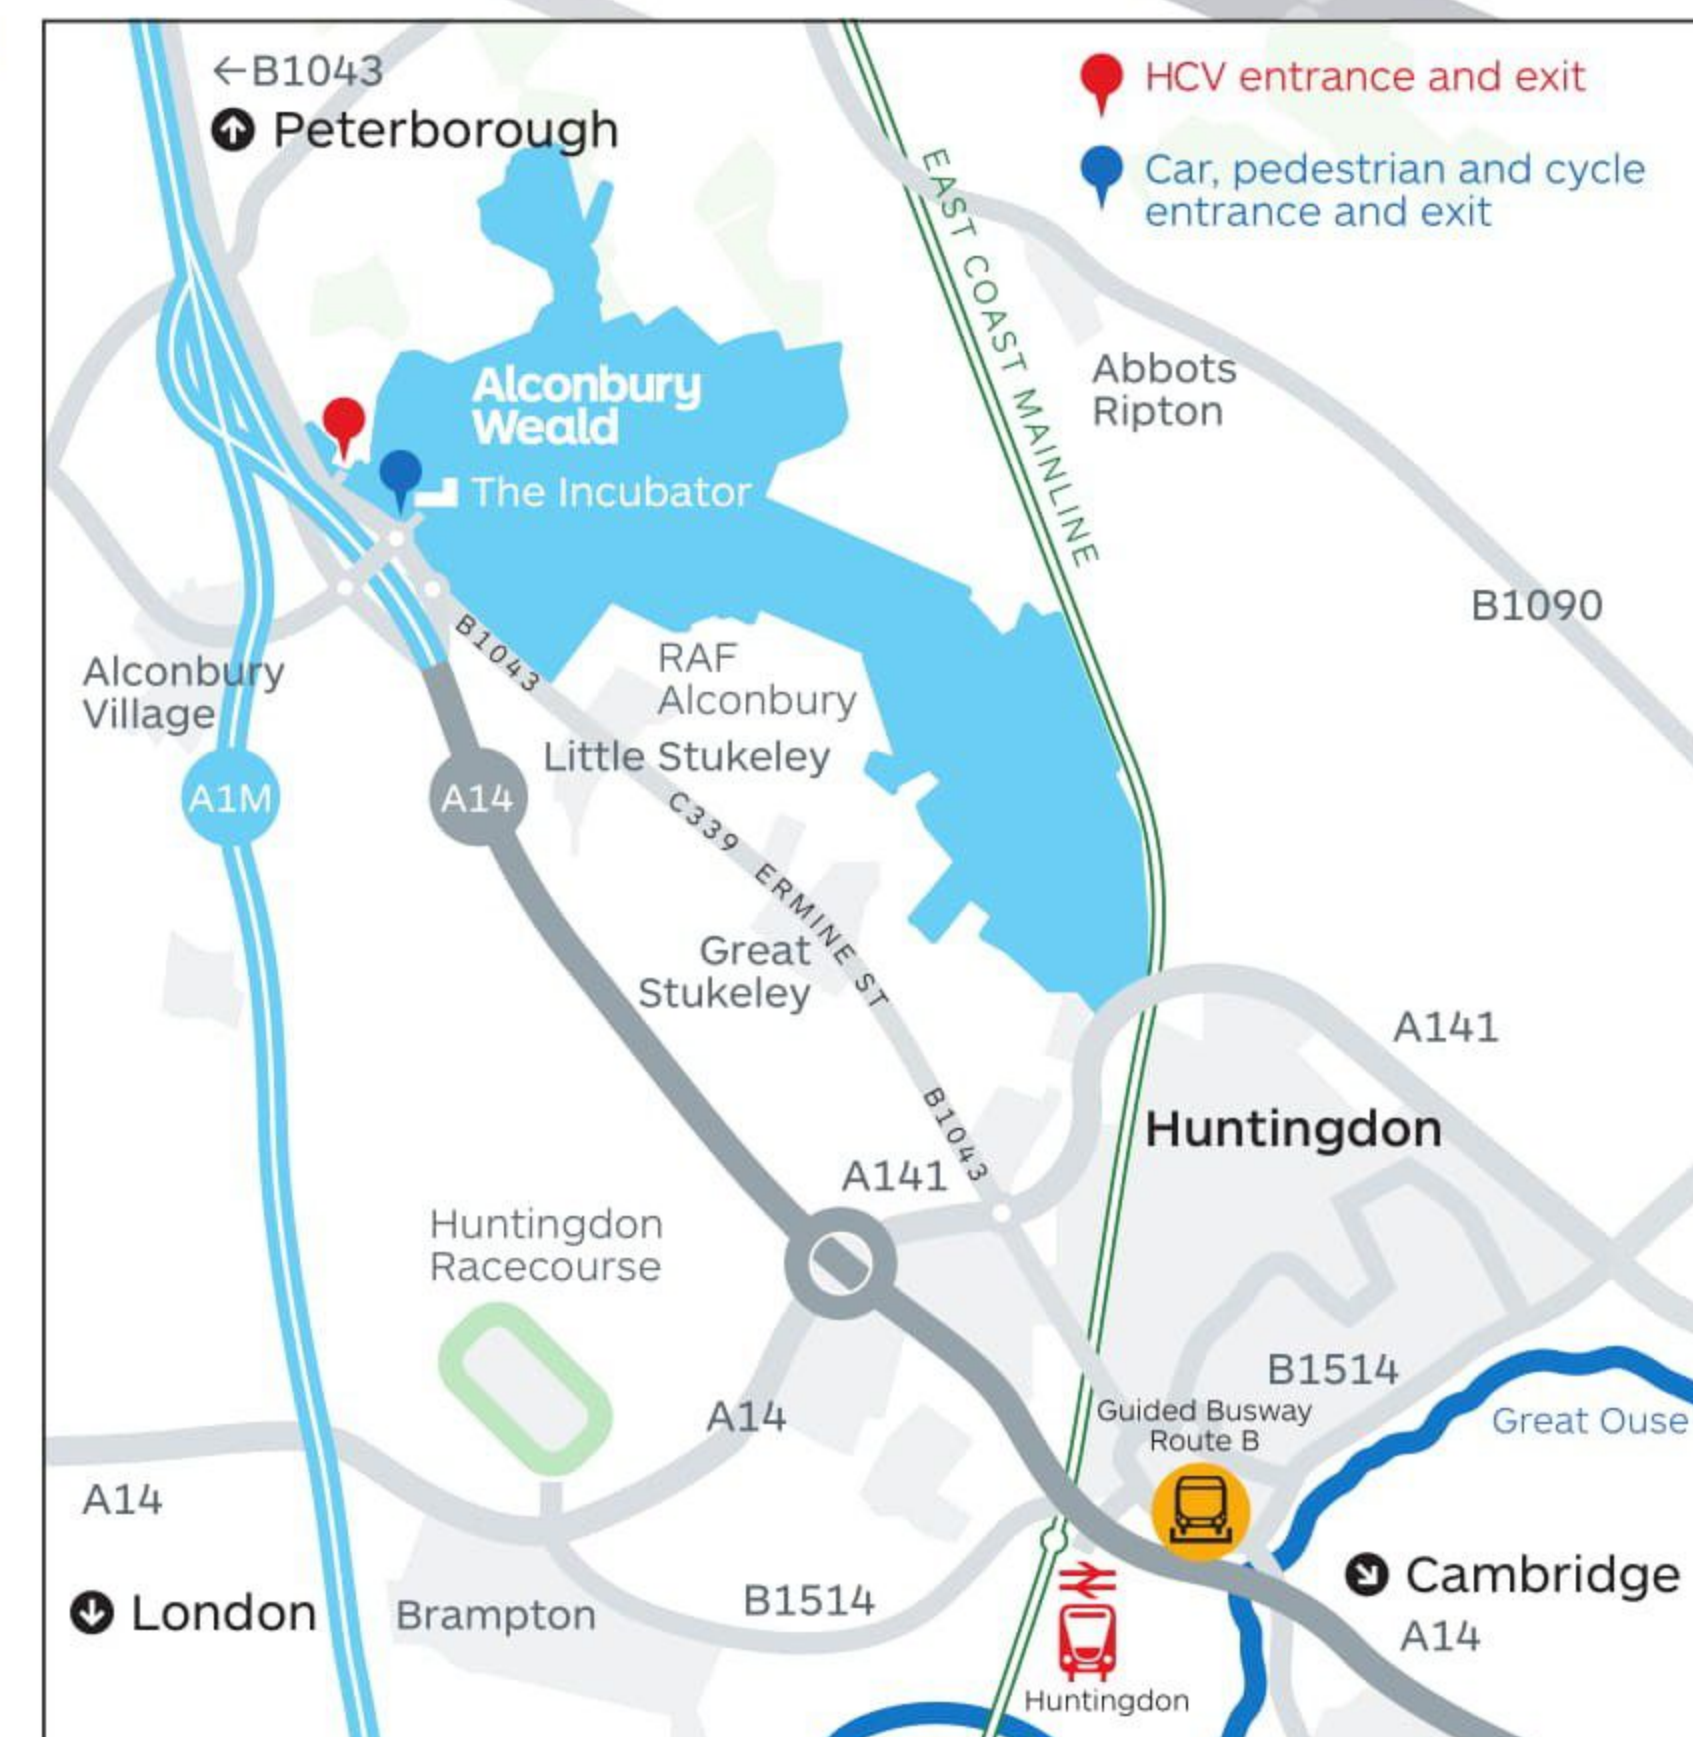 ←B1043
Peterborough
HCV entrance and exit
Car, pedestrian and cycle
entrance and exit
EAST COAST MAINLINE
Alconbury
Weald
The Incubator
Abbots
Ripton
B1090
B1043
RAF
Alconbury
Alconbury
Village
Little Stukeley
A1M
A14
C339 ERMINE ST
Great
Stukeley
A141
B1043
Huntingdon
A141
Huntingdon
Racecourse
B1514
Guided Busway
Route B
Great Ouse
A14
A14
Cambridge
A14
London
Brampton
B1514
Huntingdon